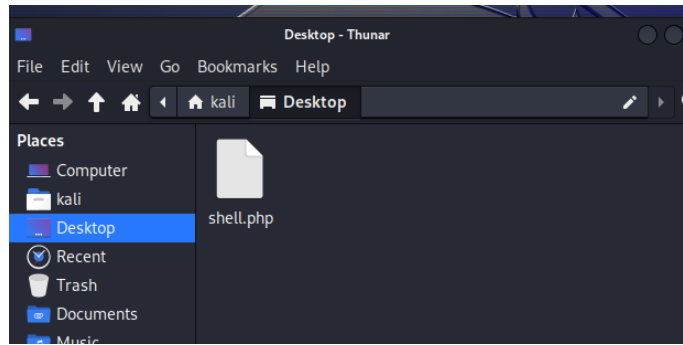 Desktop - Thunar
File Edit View Go Bookmarks Help
kali Desktop
Places
Computer
kali
Desktop
Recent
Trash
Documents
Music
shell.php